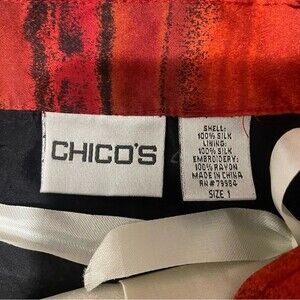 CHICO'S
SHELL:
100% SILK
LINING:
100% SILK
EMBROIDERY:
100% RAYON
MADE IN CHINA
RN# 79984
SIZE 1